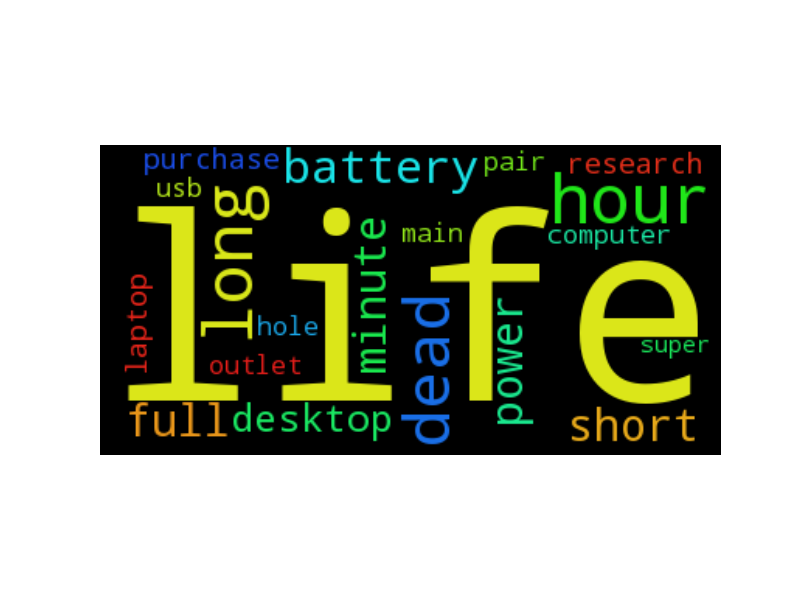 purchase
battery
pair
research
usb
long
hour
life
minute
main
computer
laptop
hole
dead
power
super
outlet
full
desktop
short